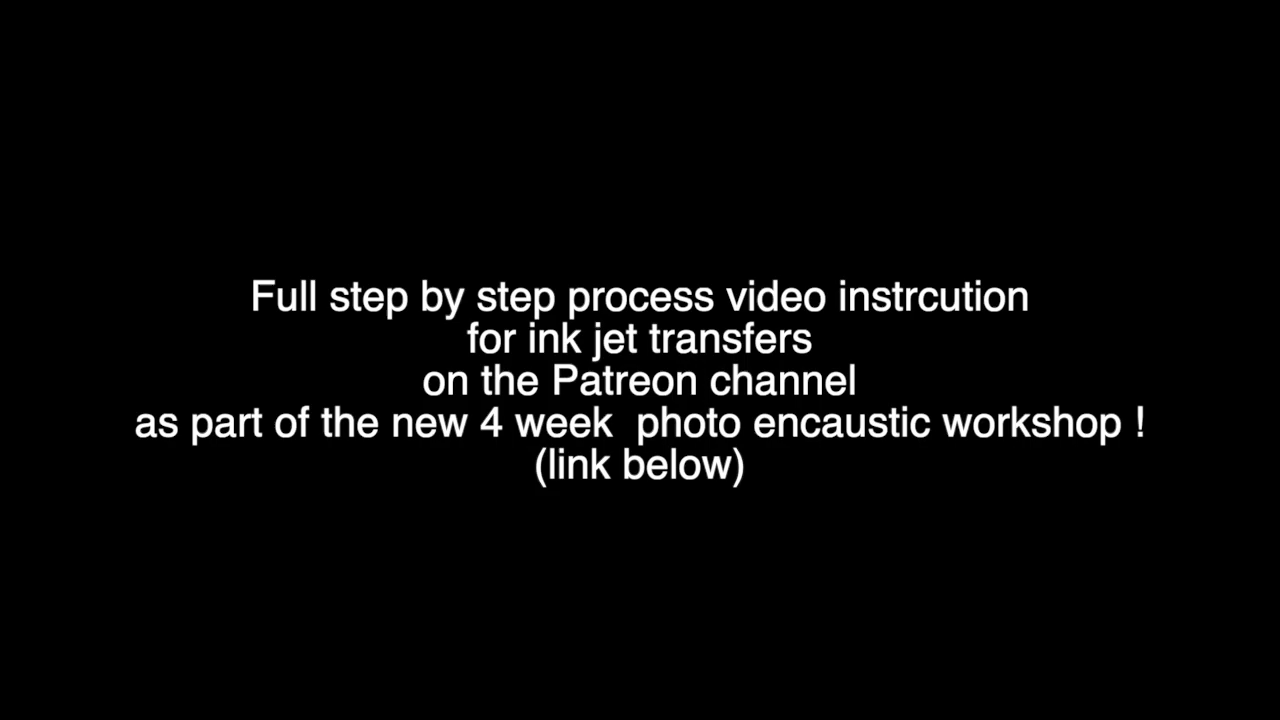 Full step by step process video instrcution
for ink jet transfers
on the Patreon channel
as part of the new 4 week  photo encaustic workshop !
(link below)